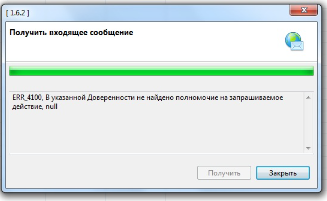 [ 1.6.2 ]
Получить входящее сообщение
ERR_4100, В указанной Доверенности не найдено полномочие на запрашиваемое
действие, null
Получить
Закрыть